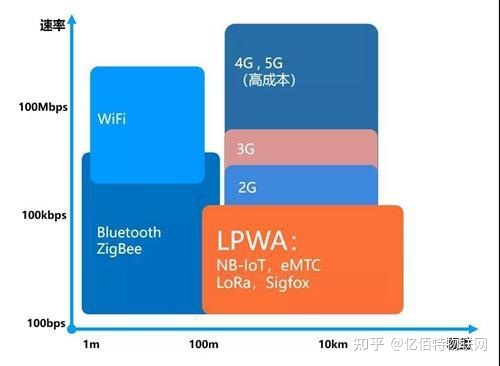 速率
4G , 5G
（高成本）
100Mbps
WiFi
3G
2G
100kbps
Bluetooth
ZigBee
LPWA：
NB-IoT，eMTC
LoRa，Sigfox
100bps
1m
100m
10km
知乎 @亿佰特物联网